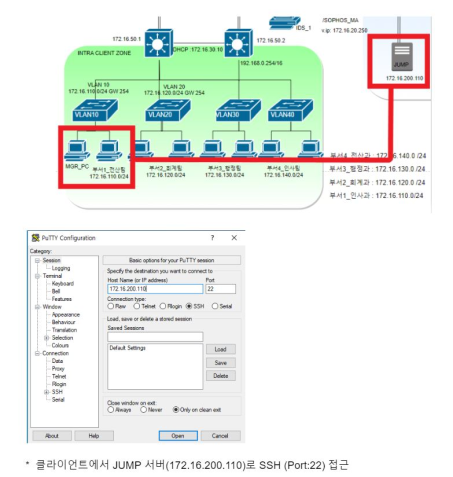 /SOPHOS_MA
v.ip: 172.16.20.250
IDS_1
172.16.50.1
172.16.50.2
DHCP :172.16.30.10
INTRA CLIENT ZONE
192.168.0.254/16
JUMP
172.16.200.110
VLAN 10
172.16.110.0/24 GW 254
VLAN 20
172.16.120.0/24 GW 254
VLAN10
VLAN20
VLAN30
VLAN40
MGR_PC
부서1_전산팀
172.16.110.0/24
부서2_회계팀
172.16.120.0/24
부서3_행정팀
172.16.130.0/24
부서4_인사팀
172.16.140.0/24
부서4_전산과 : 172.16.140.0 /24
부서3_행정과 : 172.16.130.0 /24
부서2_회계과 : 172.16.120.0 /24
부서1_인사과 : 172.16.110.0/24
PuTTY Configuration
? ×
Category:
Session
Logging
Terminal
Keyboard
Bell
Features
Window
Appearance
Behaviour
Translation
Selection
Colours
Connection
Data
Proxy
Telnet
Rlogin
SSH
Serial
Basic options for your PuTTY session
Specify the destination you want to connect to
Host Name (or IP address) Port
172.16.200.110 22
Connection type:
Raw Telnet Rlogin SSH Serial
Load, save or delete a stored session
Saved Sessions
Default Settings
Load
Save
Delete
Close window on exit:
Always Never Only on clean exit
About Help Open Cancel
* 클라이언트에서 JUMP 서버(172.16.200.110)로 SSH (Port:22) 접근